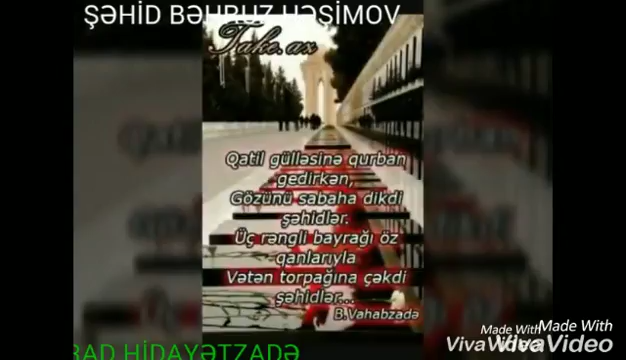 ŞƏHİD BƏHRUZ HƏŞİMOV
Take.az
Qatil gülləsinə qurban
gedirkən,
Gözünü sabaha dikdi
şəhidlər.
Üç rəngli bayrağı öz
qanlarıyla
Vətən torpağına çəkdi
şəhidlər...
B.Vahabzadə
HİDAYƏTZADƏ
Made With
VivaVideo
Made With
VivaVideo